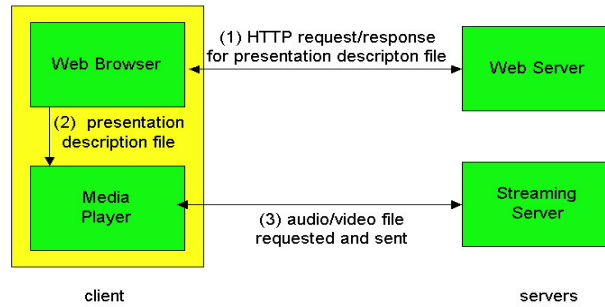 (1) HTTP request/response
for presentation descripton file
Web Browser
Web Server
(2) presentation
description file
Media
Player
Streaming
Server
(3) audio/video file
requested and sent
client
servers